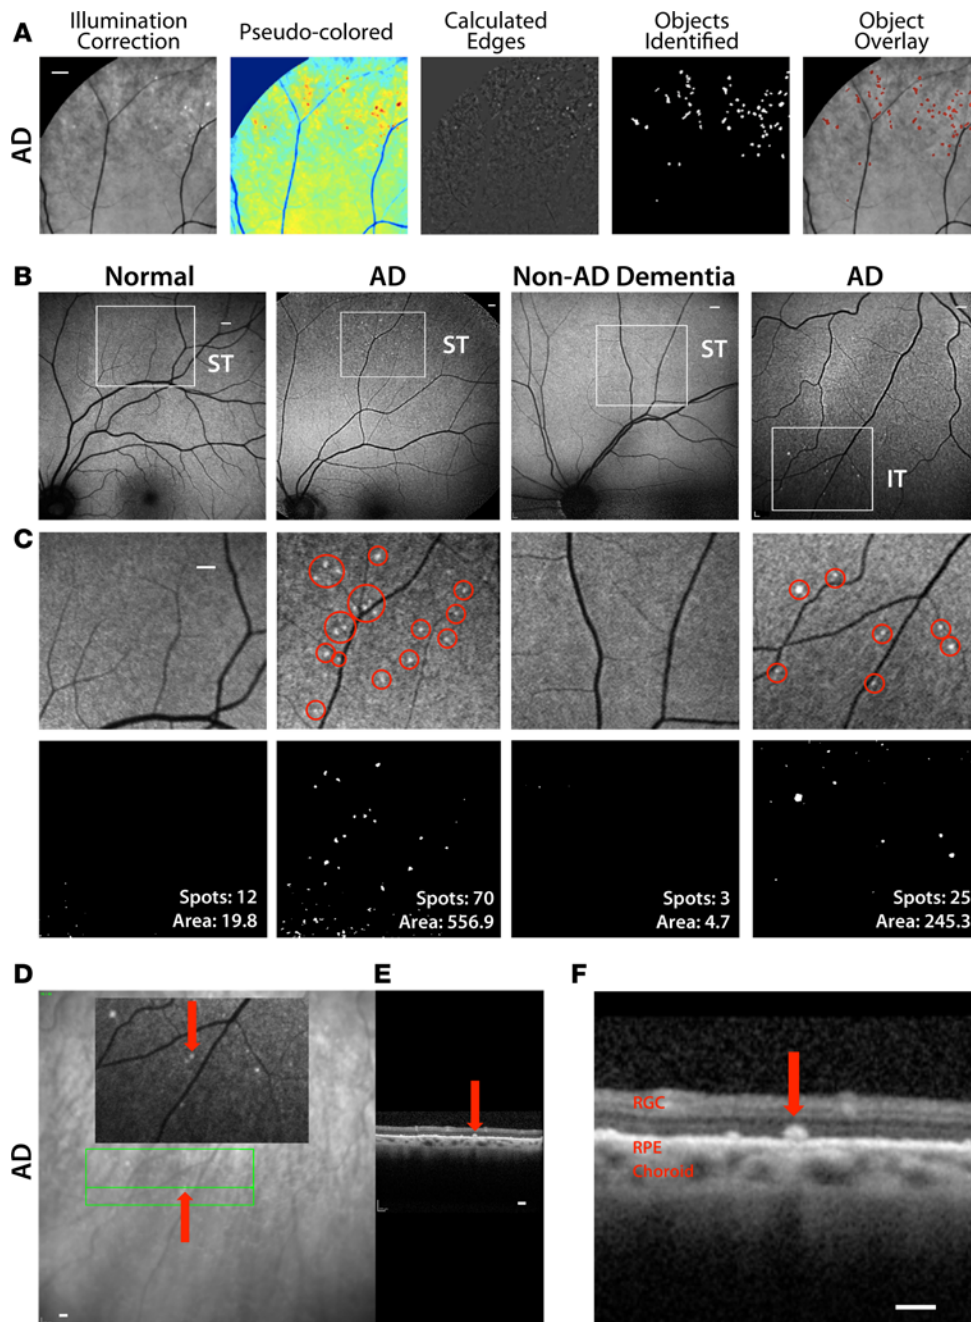 A
Illumination
Correction
Pseudo-colored
Calculated
Edges
Objects
Identified
Object
Overlay
AD
B
Normal
AD
Non-AD Dementia
AD
ST
ST
ST
IT
C
Spots: 12
Area: 19.8
Spots: 70
Area: 556.9
Spots: 3
Area: 4.7
Spots: 25
Area: 245.3
D
E
F
AD
RGC
RPE
Choroid